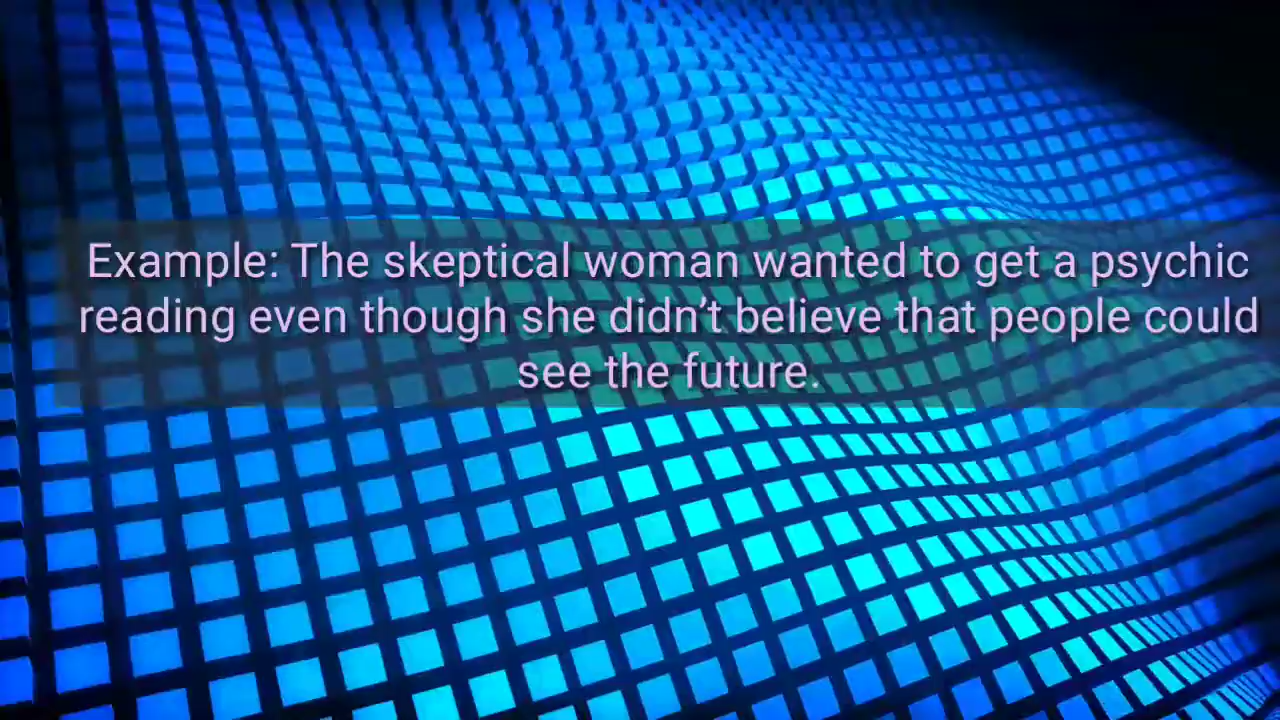 Example: The skeptical woman wanted to get a psychic
reading even though she didn’t believe that people could
see the future.